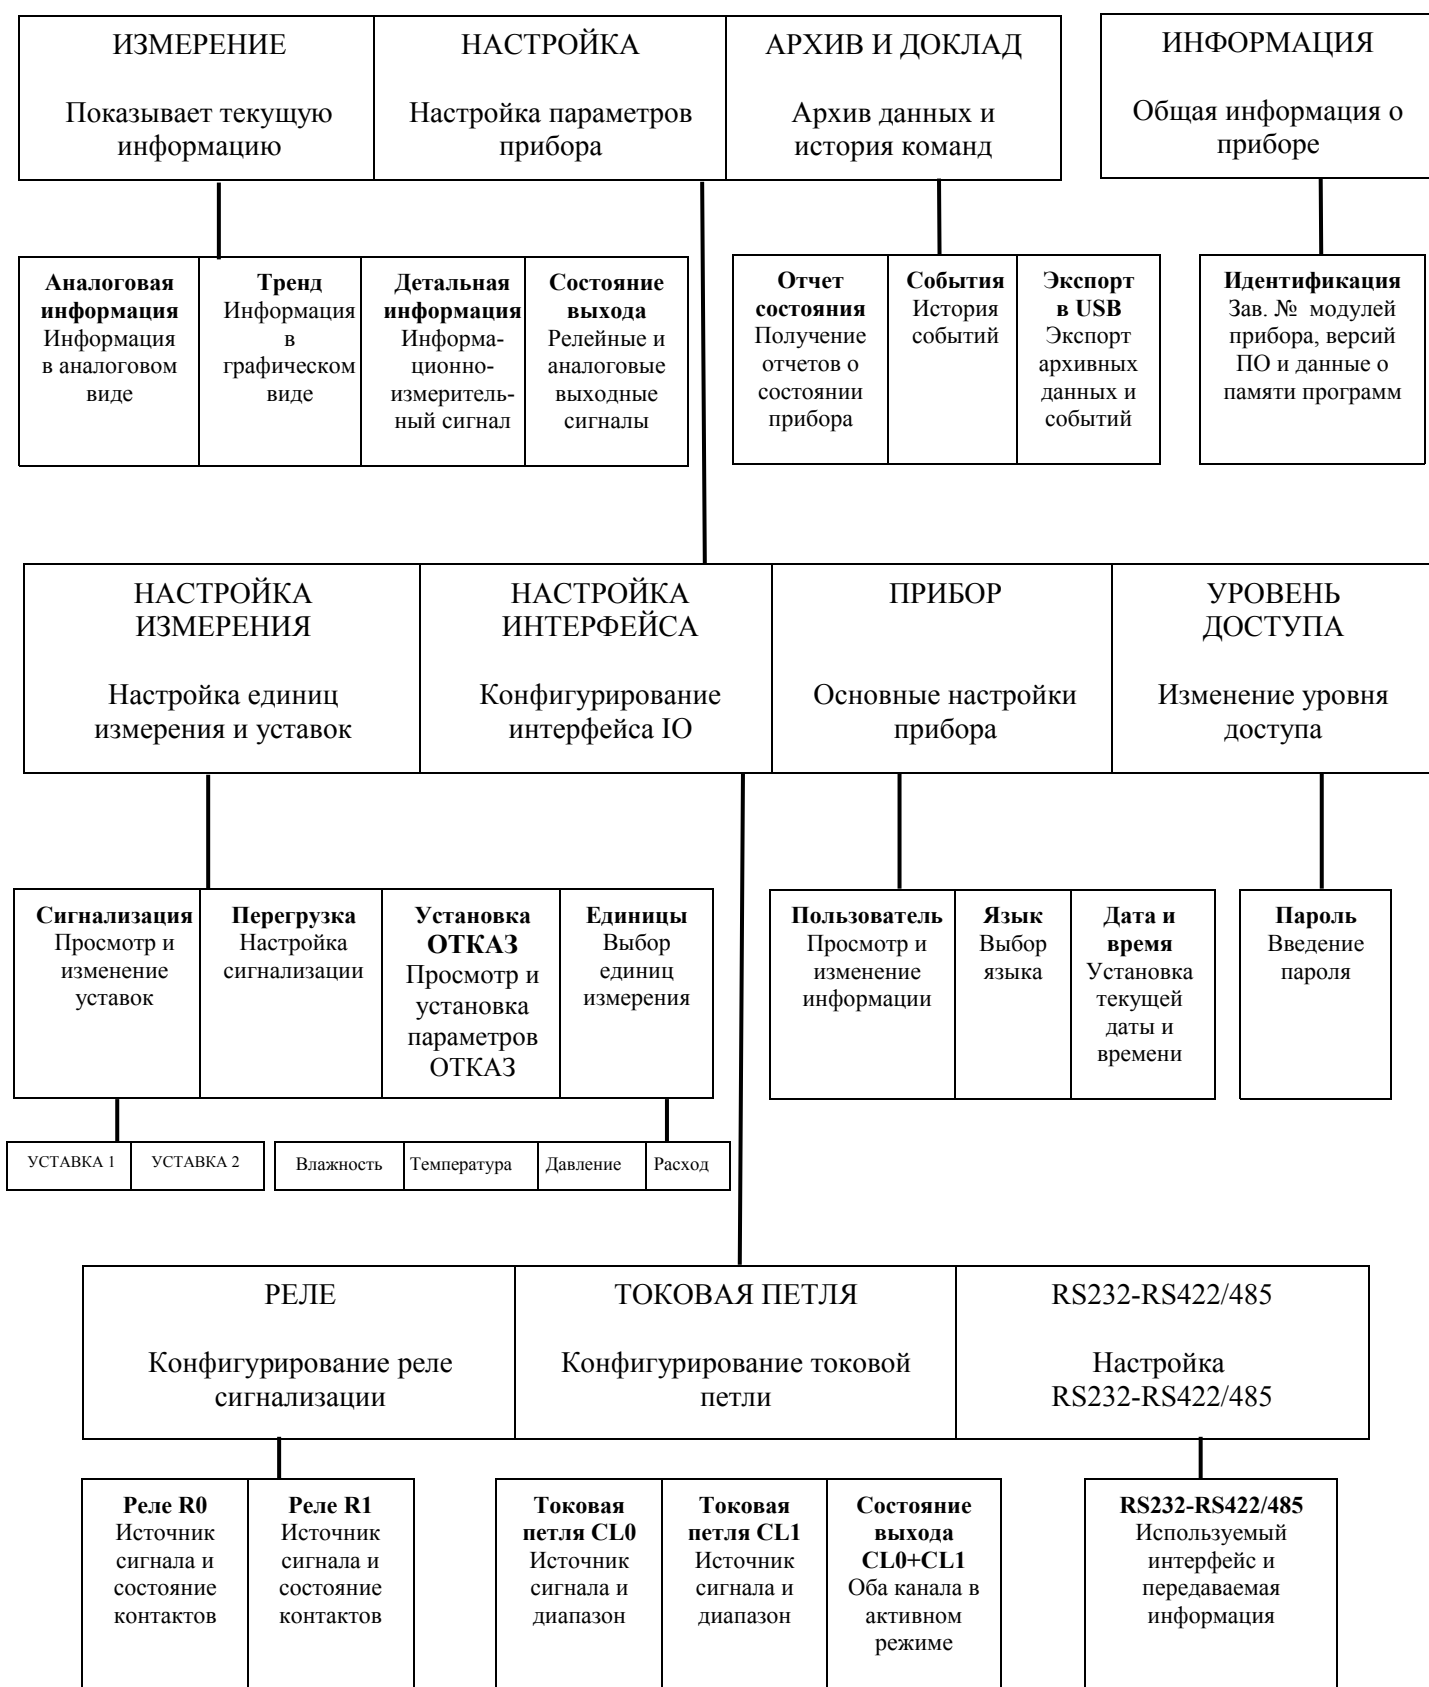 ИЗМЕРЕНИЕ
Показывает текущую
информацию
НАСТРОЙКА
Настройка параметров
прибора
АРХИВ И ДОКЛАД
Архив данных и
история команд
ИНФОРМАЦИЯ
Общая информация о
приборе
Аналоговая
информация
Информация
в аналоговом
виде
Тренд
Информация
в
графическом
виде
Детальная
информация
Информа-
ционно-
измеритель-
ный сигнал
Состояние
выхода
Релейные и
аналоговые
выходные
сигналы
Отчет
состояния
Получение
отчетов о
состоянии
прибора
События
История
событий
Экспорт
в USB
Экспорт
архивных
данных и
событий
Идентификация
Зав. № модулей
прибора, версий
ПО и данные о
памяти программ
НАСТРОЙКА
ИЗМЕРЕНИЯ
Настройка единиц
измерения и уставок
НАСТРОЙКА
ИНТЕРФЕЙСА
Конфигурирование
интерфейса IO
ПРИБОР
Основные настройки
прибора
УРОВЕНЬ
ДОСТУПА
Изменение уровня
доступа
Сигнализация
Просмотр и
изменение
уставок
Перегрузка
Настройка
сигнализации
Установка
ОТКАЗ
Просмотр и
установка
параметров
ОТКАЗ
Единицы
Выбор
единиц
измерения
Пользователь
Просмотр и
изменение
информации
Язык
Выбор
языка
Дата и
время
Установка
текущей
даты и
времени
Пароль
Введение
пароля
УСТАВКА 1
УСТАВКА 2
Влажность
Температура
Давление
Расход
РЕЛЕ
Конфигурирование реле
сигнализации
ТОКОВАЯ ПЕТЛЯ
Конфигурирование токовой
петли
RS232-RS422/485
Настройка
RS232-RS422/485
Реле R0
Источник
сигнала и
состояние
контактов
Реле R1
Источник
сигнала и
состояние
контактов
Токовая
петля CL0
Источник
сигнала и
диапазон
Токовая
петля CL1
Источник
сигнала и
диапазон
Состояние
выхода
CL0+CL1
Оба канала в
активном
режиме
RS232-RS422/485
Используемый
интерфейс и
передаваемая
информация